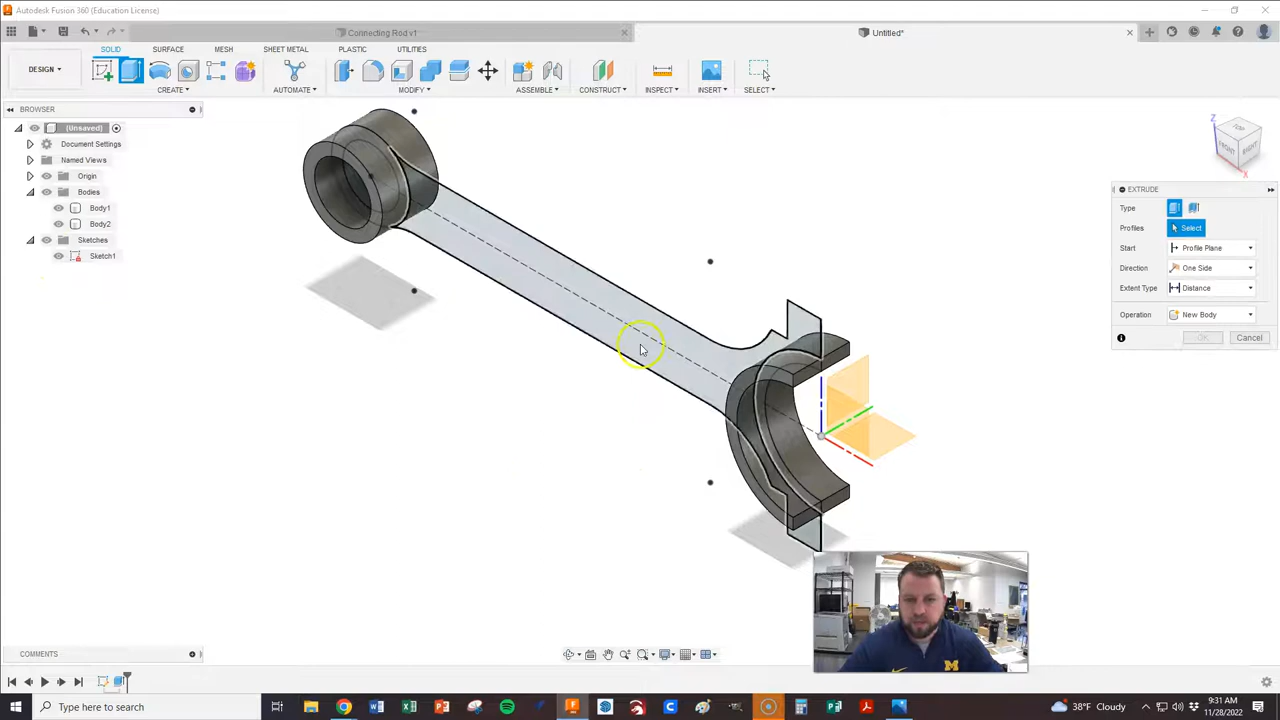 Autodesk Fusion 360 (Education License)
Connecting Rod v1
Untitled*
DESIGN
SOLID
SURFACE
MESH
SHEET METAL
PLASTIC
UTILITIES
CREATE
AUTOMATE
MODIFY
ASSEMBLE
CONSTRUCT
INSPECT
INSERT
SELECT
BROWSER
(Unsaved)
Document Settings
Named Views
Origin
Bodies
Body1
Body2
Sketches
Sketch1
Z
TOP
FRONT
RIGHT
X
EXTRUDE
Type
Profiles
Select
Start
Profile Plane
Direction
One Side
Extent Type
Distance
Operation
New Body
OK
Cancel
COMMENTS
Type here to search
38°F Cloudy
9:31 AM
11/28/2022